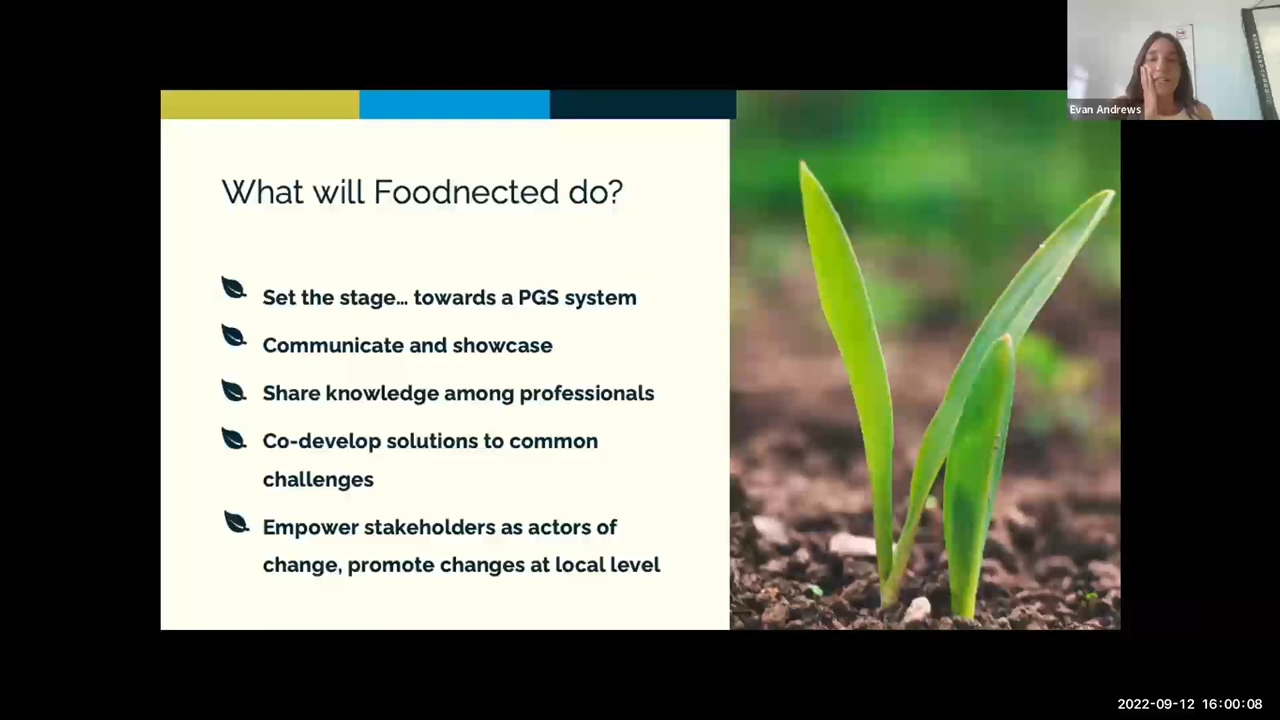 Evan Andrews
What will Foodnected do?
Set the stage… towards a PGS system
Communicate and showcase
Share knowledge among professionals
Co-develop solutions to common
challenges
Empower stakeholders as actors of
change, promote changes at local level
2022-09-12 16:00:08